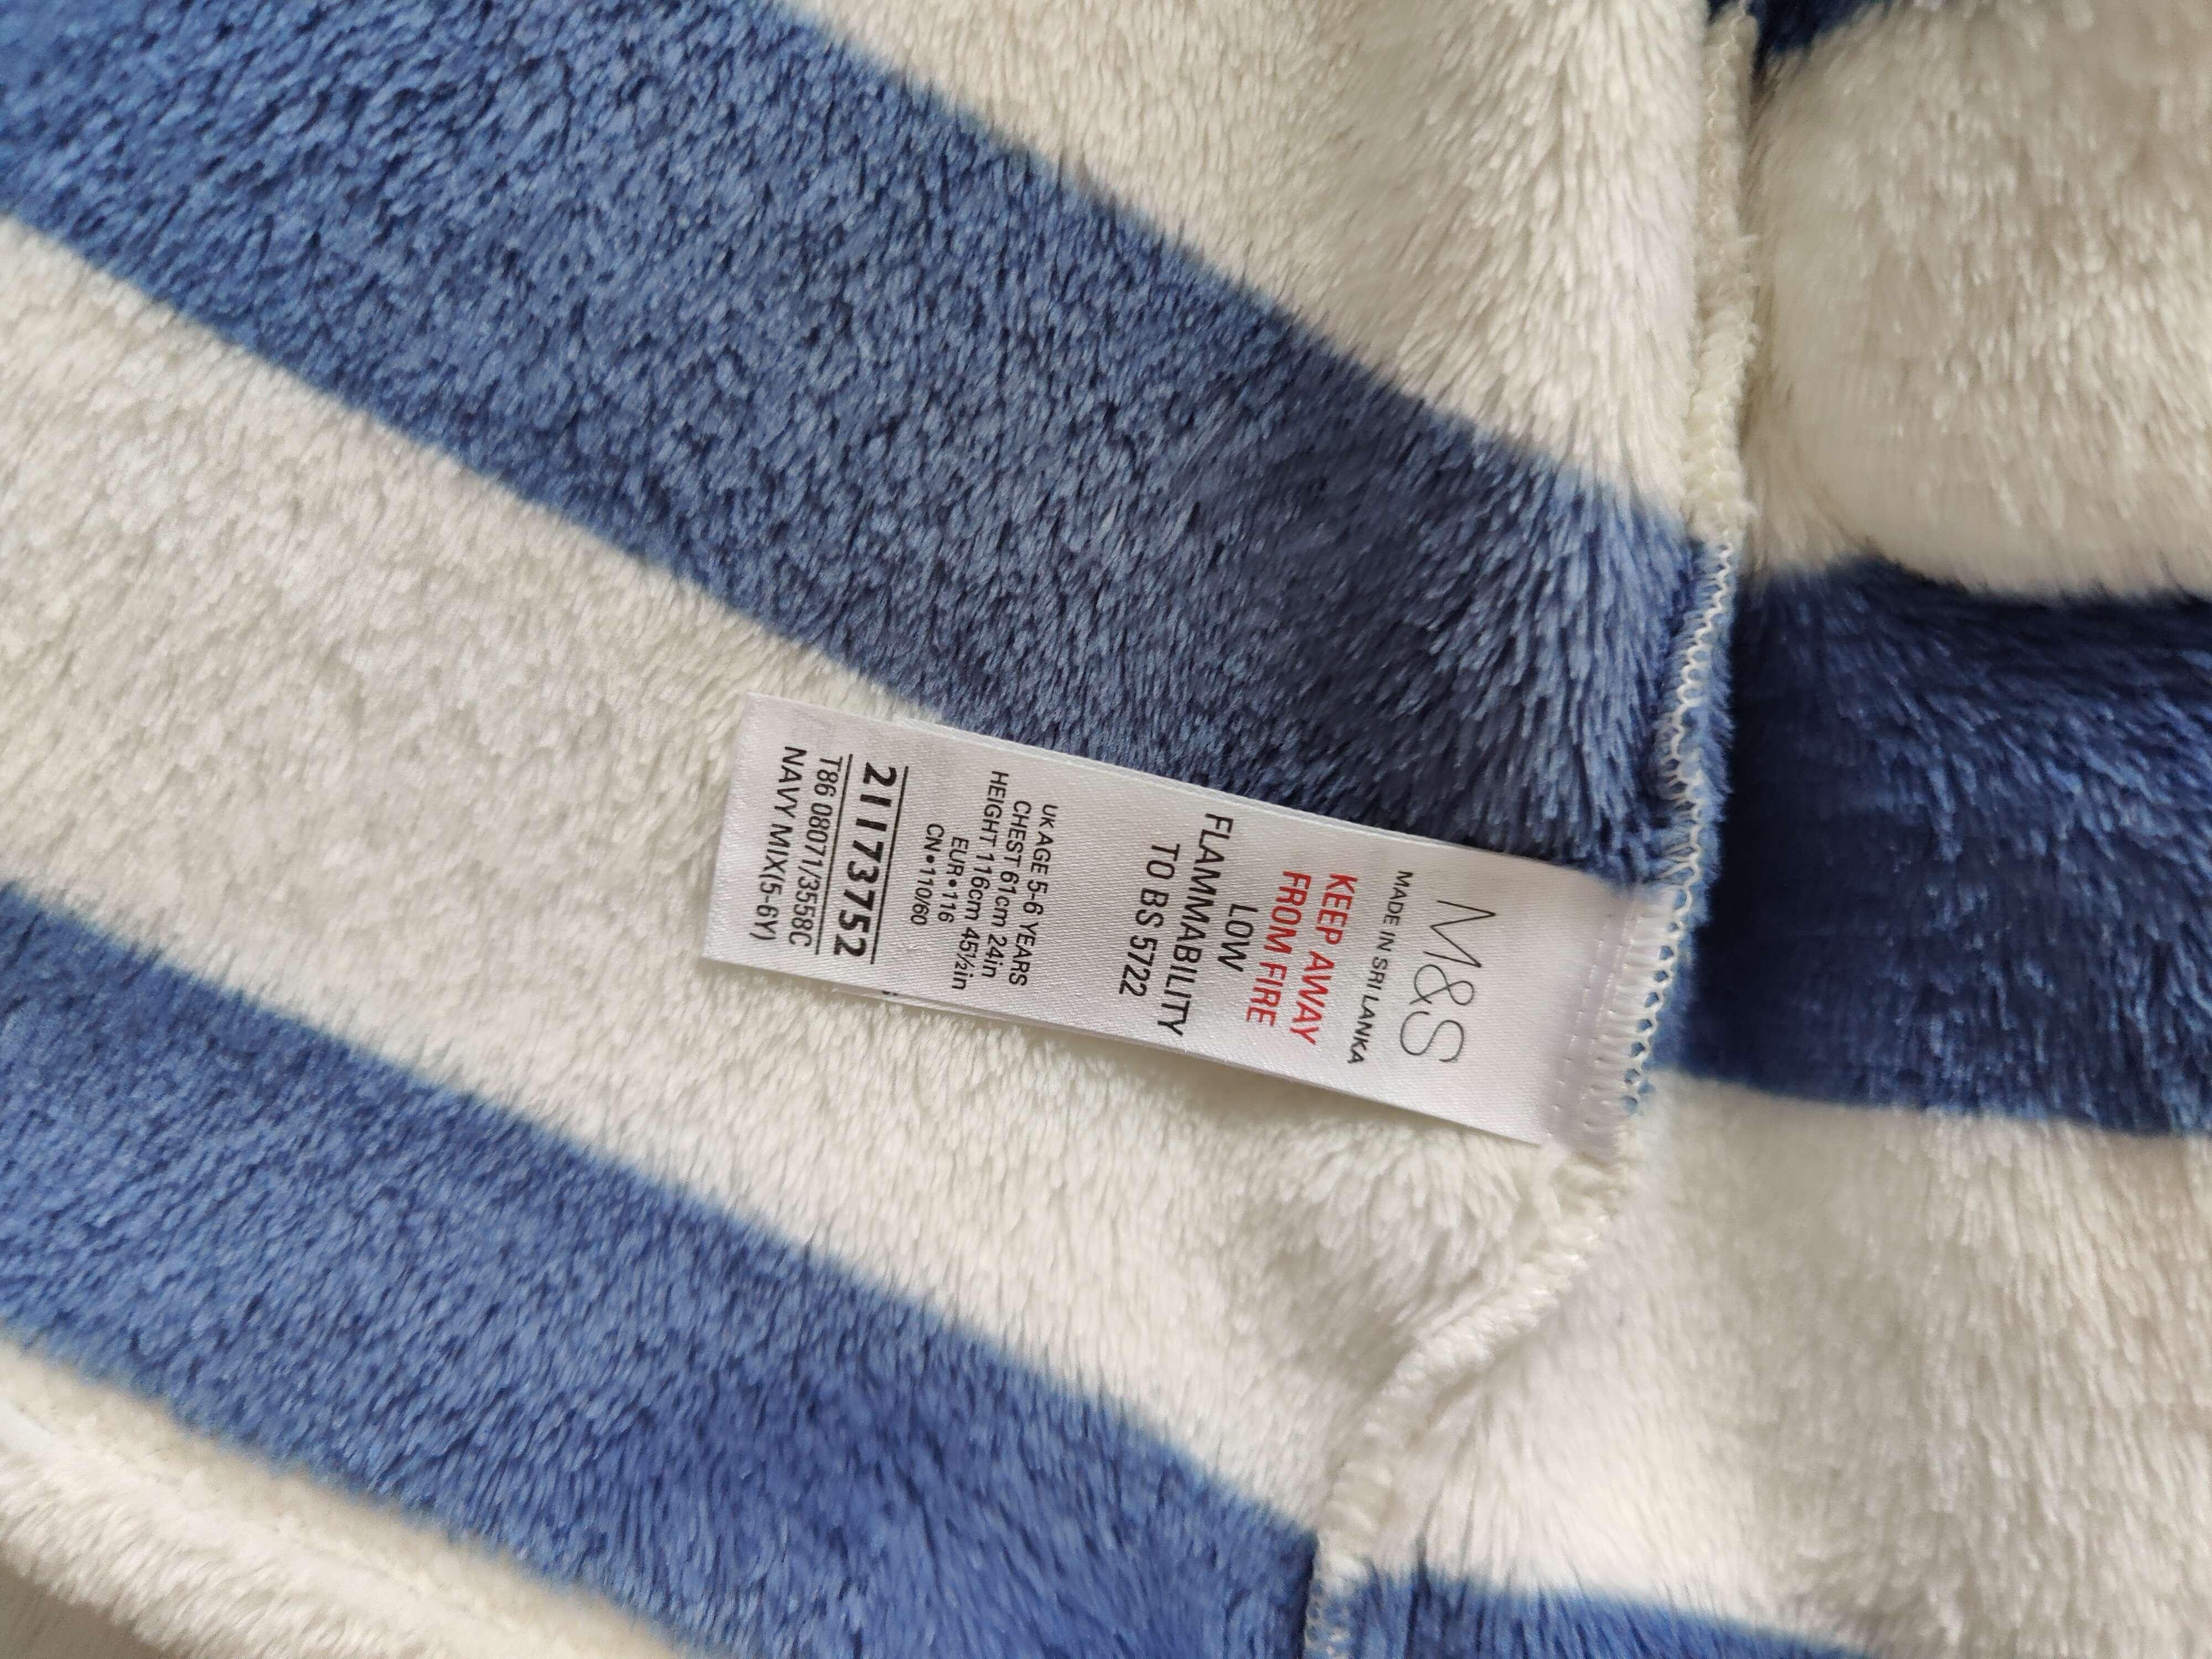 M&S
MADE IN SRI LANKA
KEEP AWAY
FROM FIRE
LOW
FLAMMABILITY
TO BS 5722
UK AGE 5-6 YEARS
CHEST 61cm 24in
HEIGHT 116cm 45½in
EUR•116
CN•110/60
21173752
T86 08071/3558C
NAVY MIX(5-6Y)